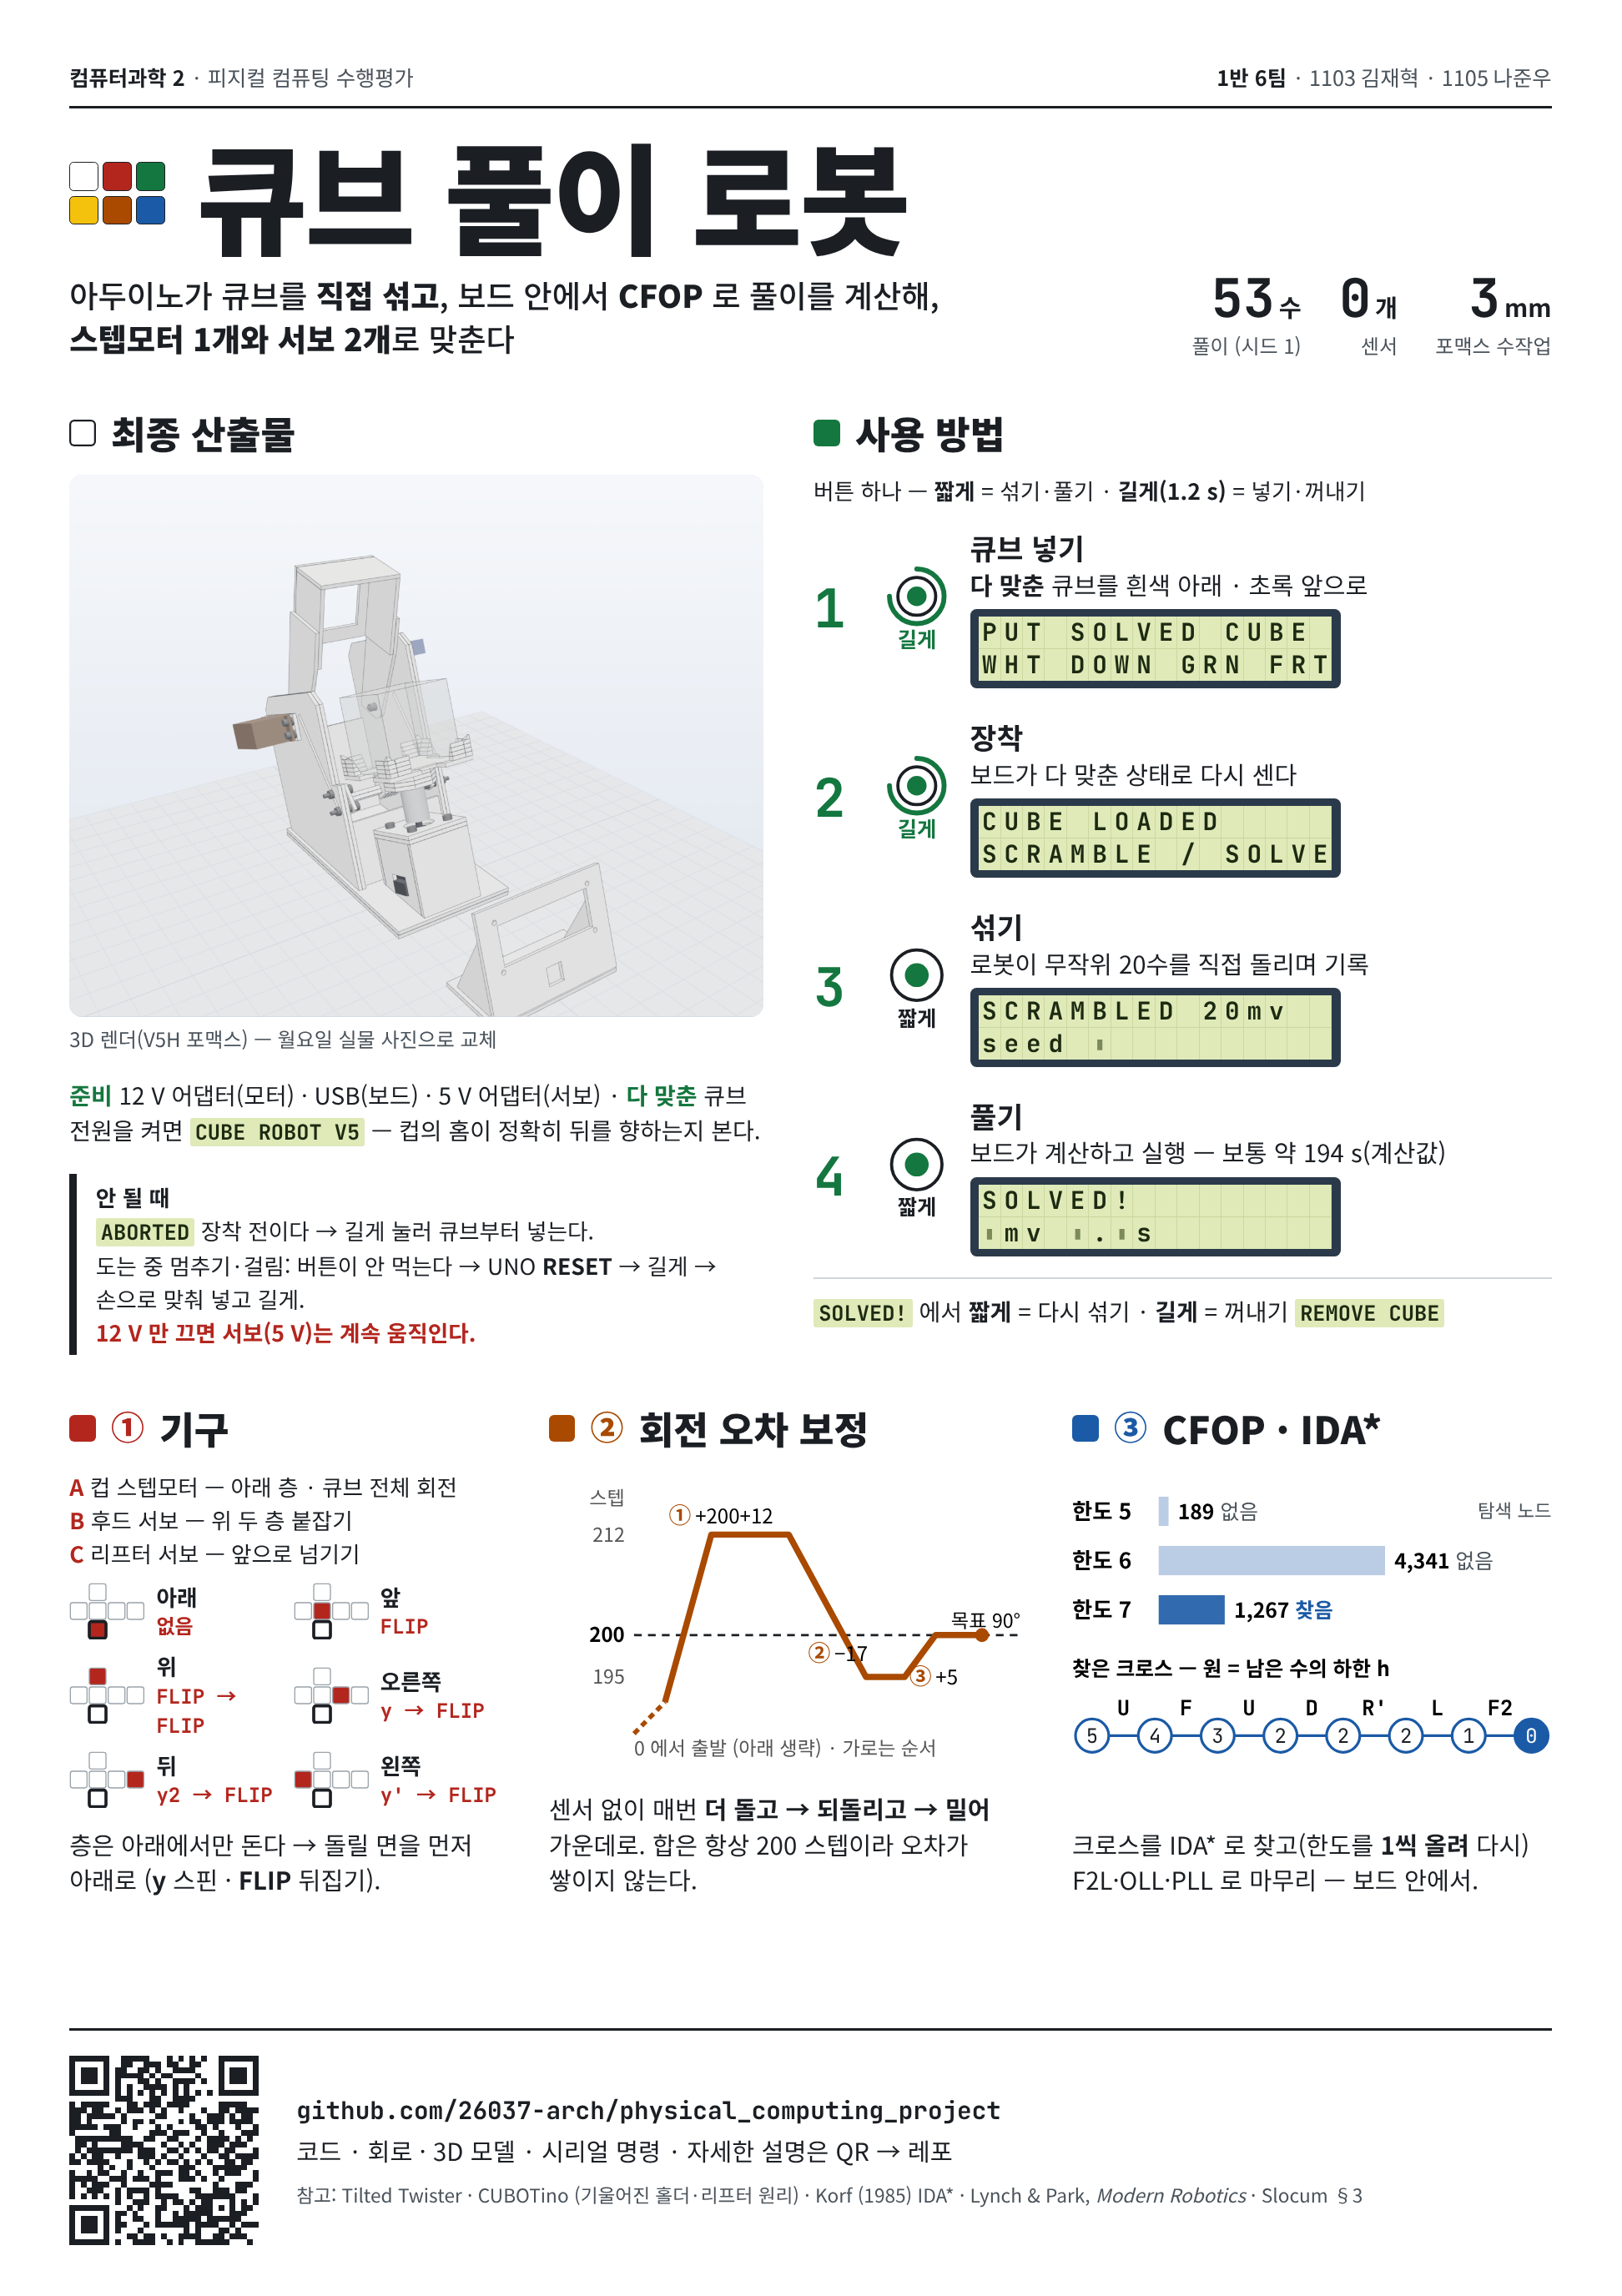 컴퓨터과학 2 · 피지컬 컴퓨팅 수행평가
1반 6팀 · 1103 김재혁 · 1105 나준우
큐브 풀이 로봇
아두이노가 큐브를 직접 섞고, 보드 안에서 CFOP 로 풀이를 계산해,
스텝모터 1개와 서보 2개로 맞춘다
53 수
풀이 (시드 1)
0 개
센서
3 mm
포맥스 수작업
최종 산출물
3D 렌더(V5H 포맥스) — 월요일 실물 사진으로 교체
준비 12 V 어댑터(모터) · USB(보드) · 5 V 어댑터(서보) · 다 맞춘 큐브
전원을 켜면 CUBE ROBOT V5 — 컵의 홈이 정확히 뒤를 향하는지 본다.
안 될 때
ABORTED 장착 전이다 → 길게 눌러 큐브부터 넣는다.
도는 중 멈추기·걸림: 버튼이 안 먹는다 → UNO RESET → 길게 →
손으로 맞춰 넣고 길게.
12 V 만 끄면 서보(5 V)는 계속 움직인다.
사용 방법
버튼 하나 — 짧게 = 섞기·풀기 · 길게(1.2 s) = 넣기·꺼내기
1
길게
큐브 넣기
다 맞춘 큐브를 흰색 아래 · 초록 앞으로
PUT SOLVED CUBE
WHT DOWN GRN FRT
2
길게
장착
보드가 다 맞춘 상태로 다시 센다
CUBE LOADED
SCRAMBLE / SOLVE
3
짧게
섞기
로봇이 무작위 20수를 직접 돌리며 기록
SCRAMBLED 20mv
seed ▮
4
짧게
풀기
보드가 계산하고 실행 — 보통 약 194 s(계산값)
SOLVED!
▮mv ▮.▮s
SOLVED! 에서 짧게 = 다시 섞기 · 길게 = 꺼내기 REMOVE CUBE
① 기구
A 컵 스텝모터 — 아래 층 · 큐브 전체 회전
B 후드 서보 — 위 두 층 붙잡기
C 리프터 서보 — 앞으로 넘기기
아래
없음
앞
FLIP
위
FLIP →
FLIP
오른쪽
y → FLIP
뒤
y2 → FLIP
왼쪽
y' → FLIP
층은 아래에서만 돈다 → 돌릴 면을 먼저
아래로 (y 스핀 · FLIP 뒤집기).
② 회전 오차 보정
스텝
212
200
195
① +200+12
② −17
③ +5
목표 90°
0 에서 출발 (아래 생략) · 가로는 순서
센서 없이 매번 더 돌고 → 되돌리고 → 밀어
가운데로. 합은 항상 200 스텝이라 오차가
쌓이지 않는다.
③ CFOP · IDA*
탐색 노드
한도 5 189 없음
한도 6 4,341 없음
한도 7 1,267 찾음
찾은 크로스 — 원 = 남은 수의 하한 h
U F U D R' L F2
5 4 3 2 2 2 1 0
크로스를 IDA* 로 찾고(한도를 1씩 올려 다시)
F2L·OLL·PLL 로 마무리 — 보드 안에서.
github.com/26037-arch/physical_computing_project
코드 · 회로 · 3D 모델 · 시리얼 명령 · 자세한 설명은 QR → 레포
참고: Tilted Twister · CUBOTino (기울어진 홀더·리프터 원리) · Korf (1985) IDA* · Lynch & Park, Modern Robotics · Slocum §3